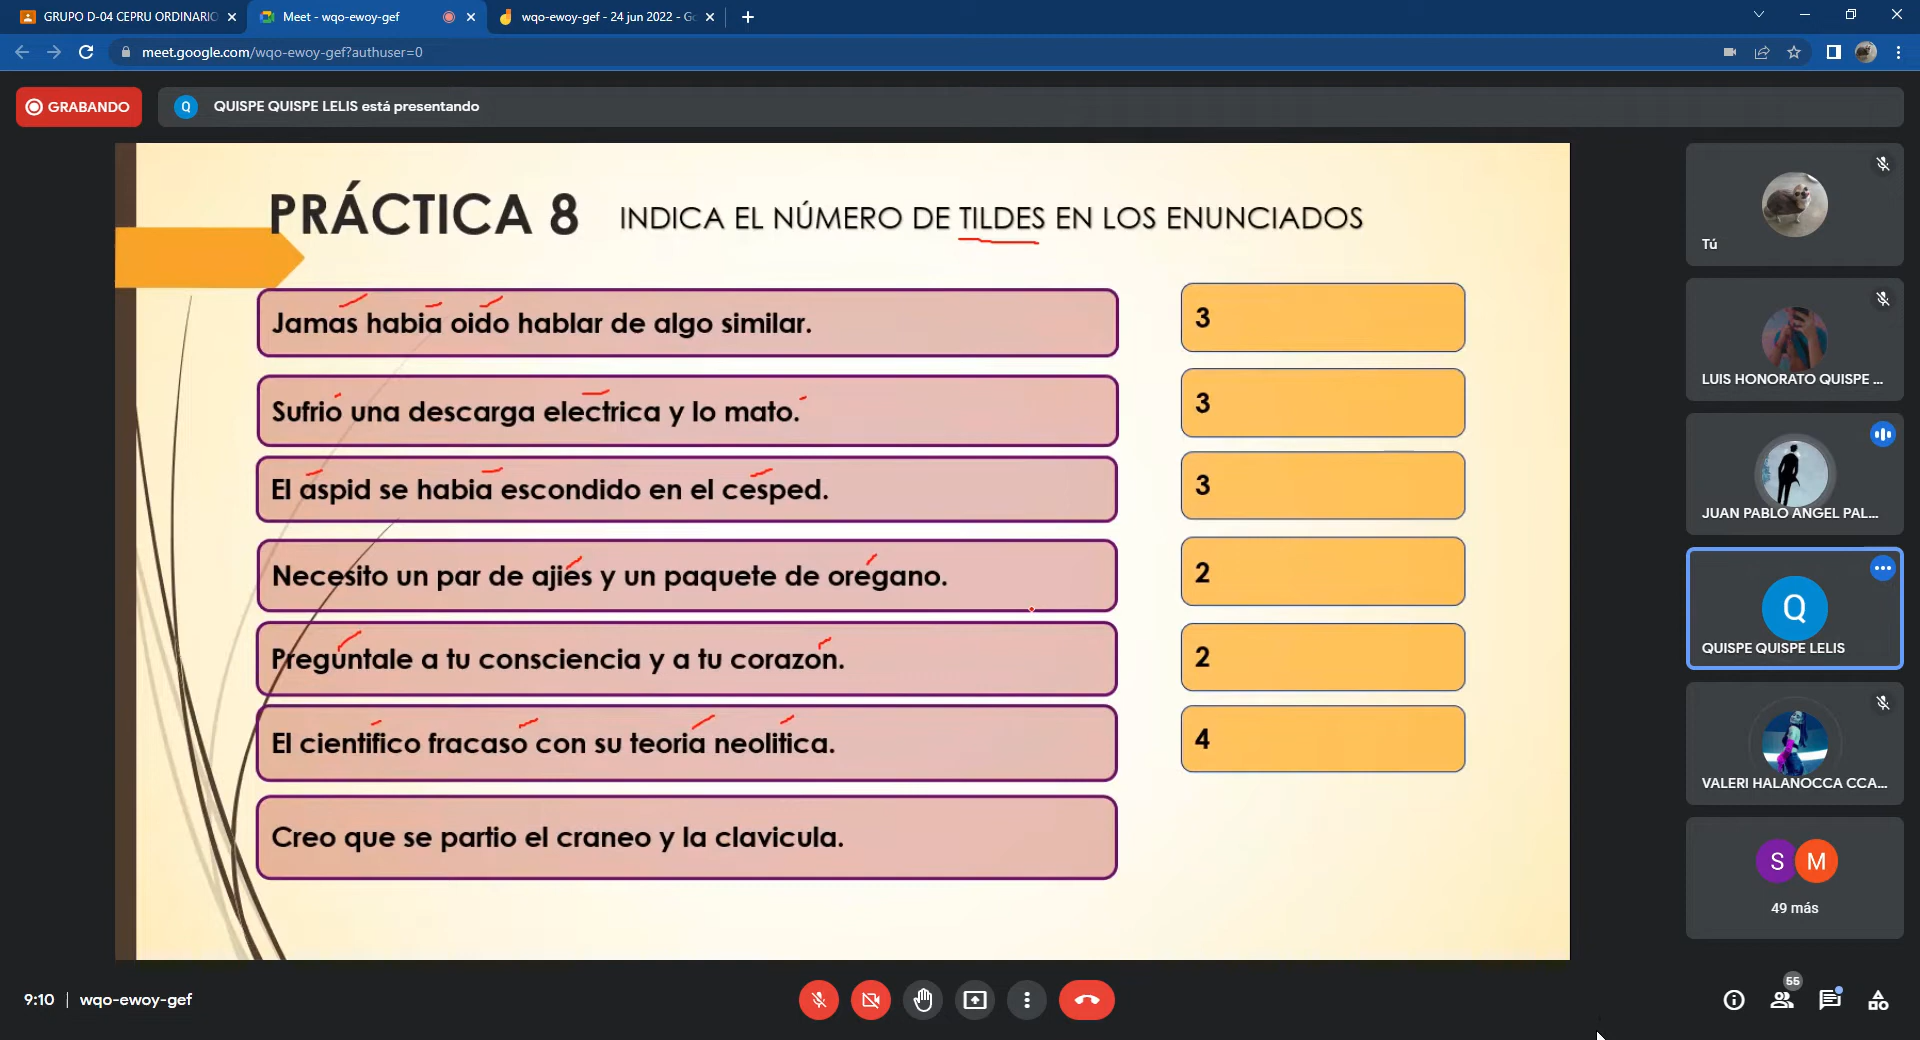 GRUPO D-04 CEPRU ORDINARIO
Meet - wqo-ewoy-gef
wqo-ewoy-gef - 24 jun 2022 - Go
meet.google.com/wqo-ewoy-gef?authuser=0
GRABANDO
Q
QUISPE QUISPE LELIS está presentando
PRÁCTICA 8
INDICA EL NÚMERO DE TILDES EN LOS ENUNCIADOS
Jamas habia oido hablar de algo similar.
3
Sufrio una descarga electrica y lo mato.
3
El aspid se habia escondido en el cesped.
3
Necesito un par de ajies y un paquete de oregano.
2
Preguntale a tu consciencia y a tu corazon.
2
El cientifico fracaso con su teoria neolitica.
4
Creo que se partio el craneo y la clavicula.
Tú
LUIS HONORATO QUISPE ...
JUAN PABLO ANGEL PAL...
Q
QUISPE QUISPE LELIS
VALERI HALANOCCA CCA...
S M
49 más
9:10 | wqo-ewoy-gef
55